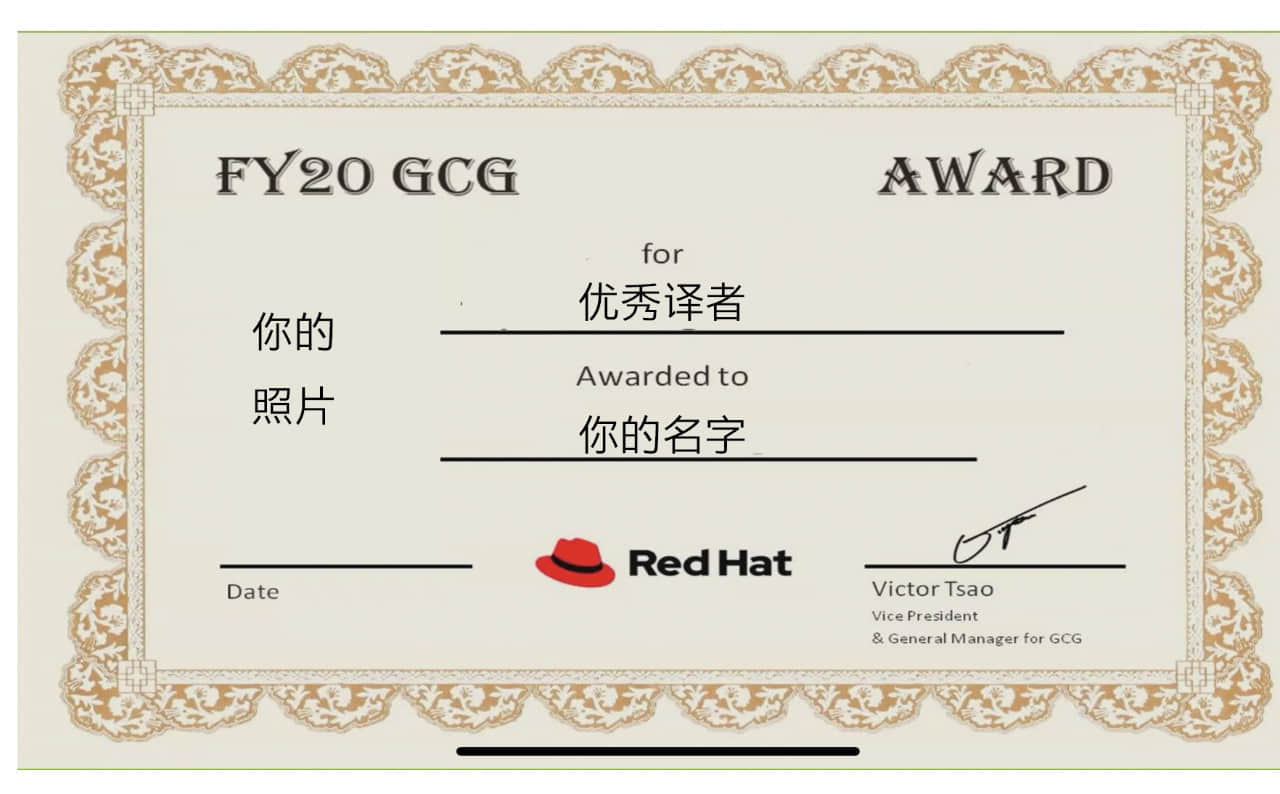 FY20 GCG AWARD
for
优秀译者
你的
照片
Awarded to
你的名字
Date
Red Hat
Victor Tsao
Vice President
& General Manager for GCG